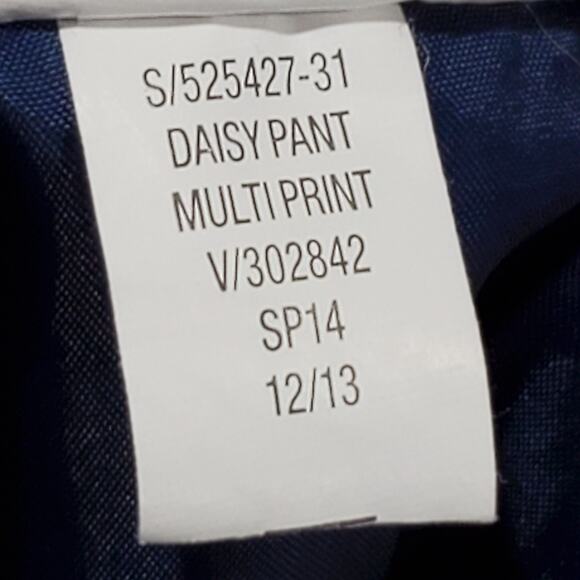 S/525427-31
DAISY PANT
MULTI PRINT
V/302842
SP14
12/13